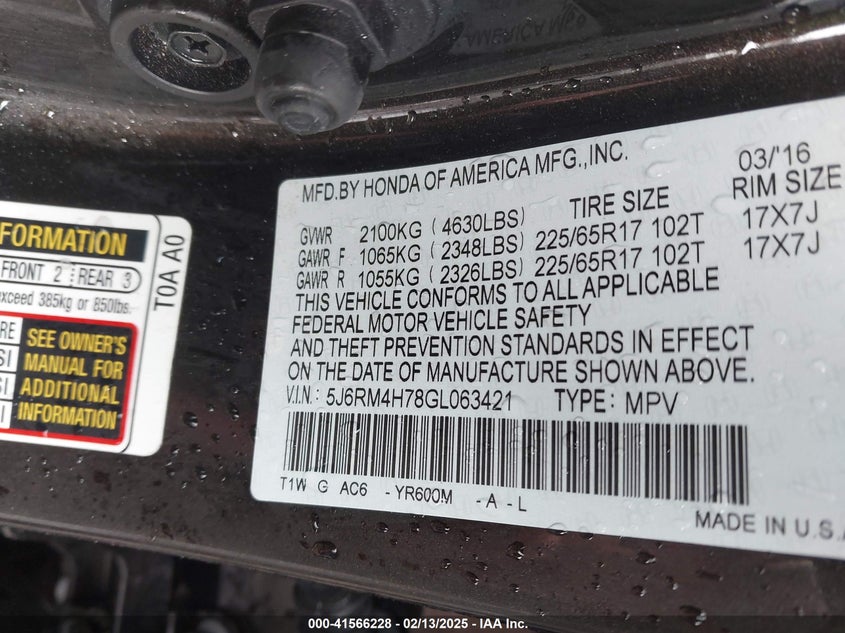 MFD.BY HONDA OF AMERICA MFG.,INC. 03/'16
TIRE SIZE RIM SIZE
GVWR 2100KG (4630LBS)
GAWR F 1065KG (2348LBS) 225/65R17 102T 17X7J
GAWR R 1055KG (2326LBS) 225/65R17 102T 17X7J
THIS VEHICLE CONFORMS TO ALL APPLICABLE
FEDERAL MOTOR VEHICLE SAFETY
AND THEFT PREVENTION STANDARDS IN EFFECT
ON THE DATE OF MANUFACTURE SHOWN ABOVE.
V.I.N.: 5J6RM4H78GL063421 TYPE: MPV
T1W G AC6 -YR600M -A-L
MADE IN U.S.A
FORMATION
FRONT 2 REAR 3
exceed 385kg or 850lbs.
SEE OWNER'S
MANUAL FOR
ADDITIONAL
INFORMATION
T0A A0
000-41566228 - 02/13/2025 - IAA Inc.